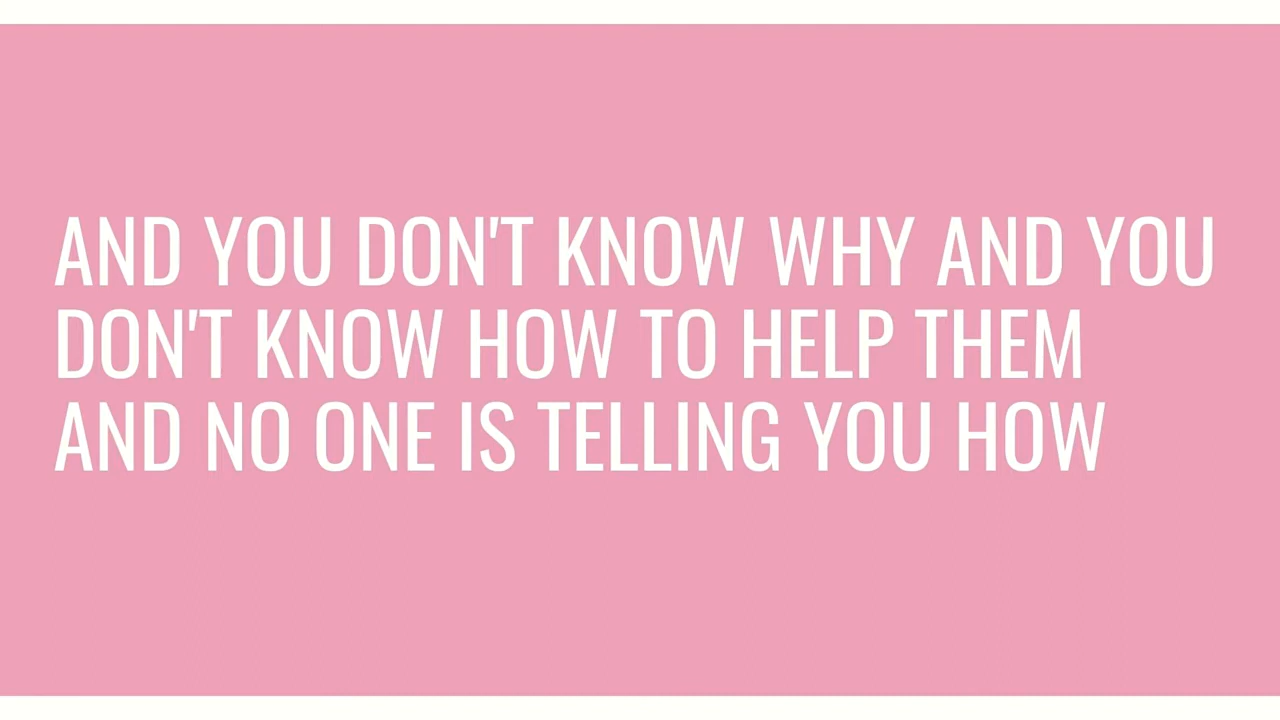 AND YOU DON'T KNOW WHY AND YOU
DON'T KNOW HOW TO HELP THEM
AND NO ONE IS TELLING YOU HOW